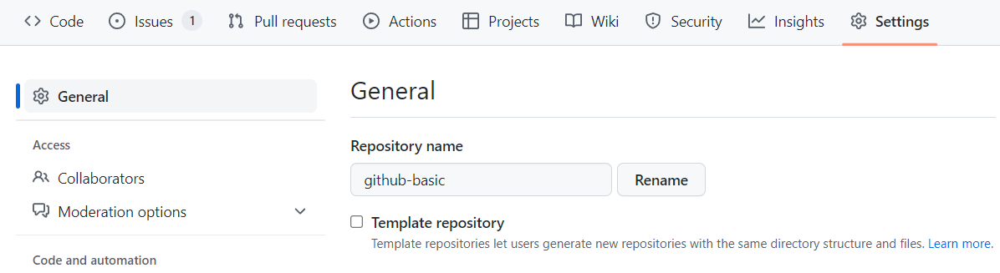 Code Issues 1 Pull requests Actions Projects Wiki Security Insights Settings
General
Access
Collaborators
Moderation options
Code and automation
General
Repository name
github-basic Rename
Template repository
Template repositories let users generate new repositories with the same directory structure and files. Learn more.